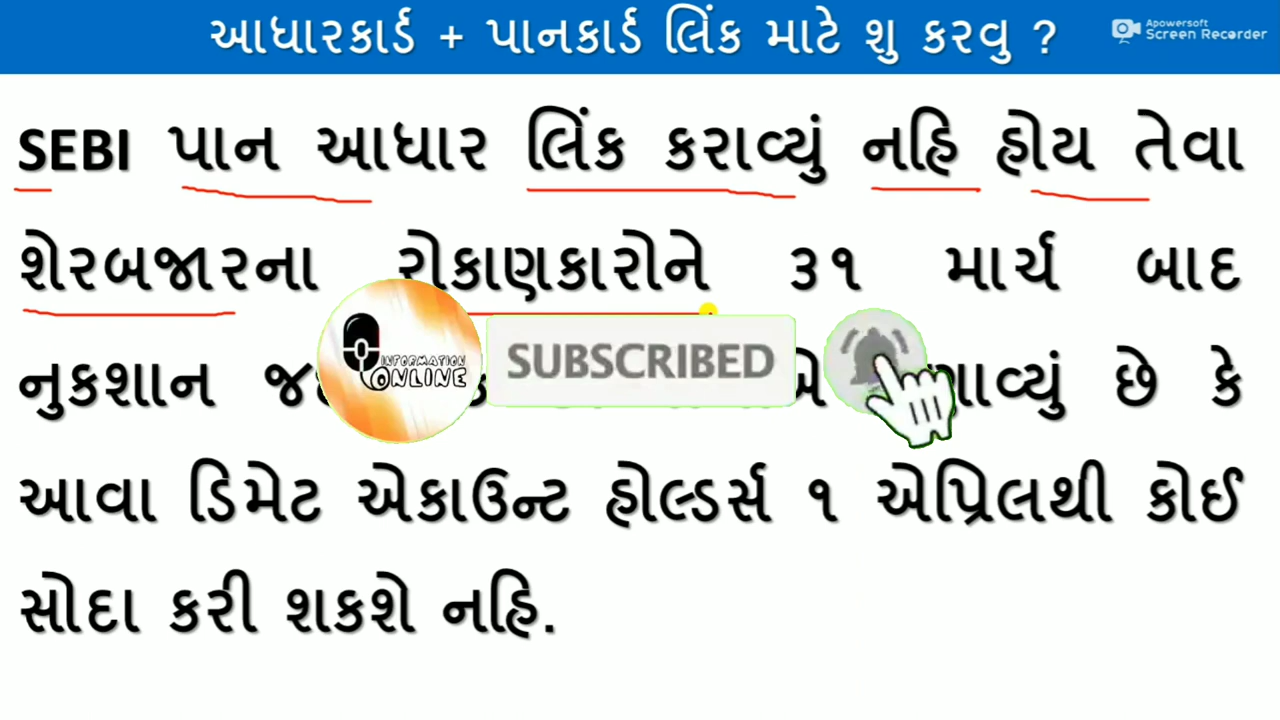 આધારકાર્ડ + પાનકાર્ડ લિંક માટે શુ કરવુ ?
Apowersoft
Screen Recorder
SEBI પાન આધાર લિંક કરાવ્યું નહિ હોય તેવા
શેરબજારના રોકાણકારોને ૩૧ માર્ચ બાદ
નુકશાન છે કે
INFORMATION
ONLINE
SUBSCRIBED
આવા ડિમેટ એકાઉન્ટ હોલ્ડર્સ ૧ એપ્રિલથી કોઈ
સોદા કરી શકશે નહિ.